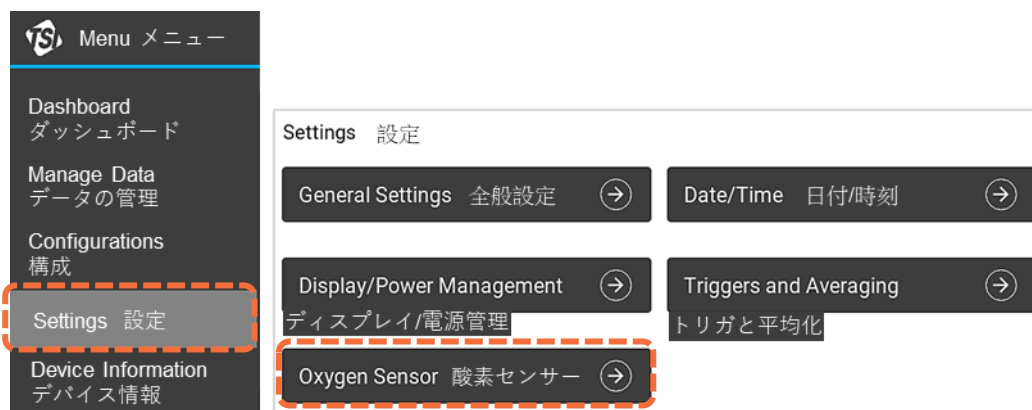 TSI Menu メニュー
Dashboard
ダッシュボード
Manage Data
データの管理
Configurations
構成
Settings 設定
Device Information
デバイス情報
Settings 設定
General Settings 全般設定
Date/Time 日付/時刻
Display/Power Management
ディスプレイ/電源管理
Triggers and Averaging
トリガと平均化
Oxygen Sensor 酸素センサー